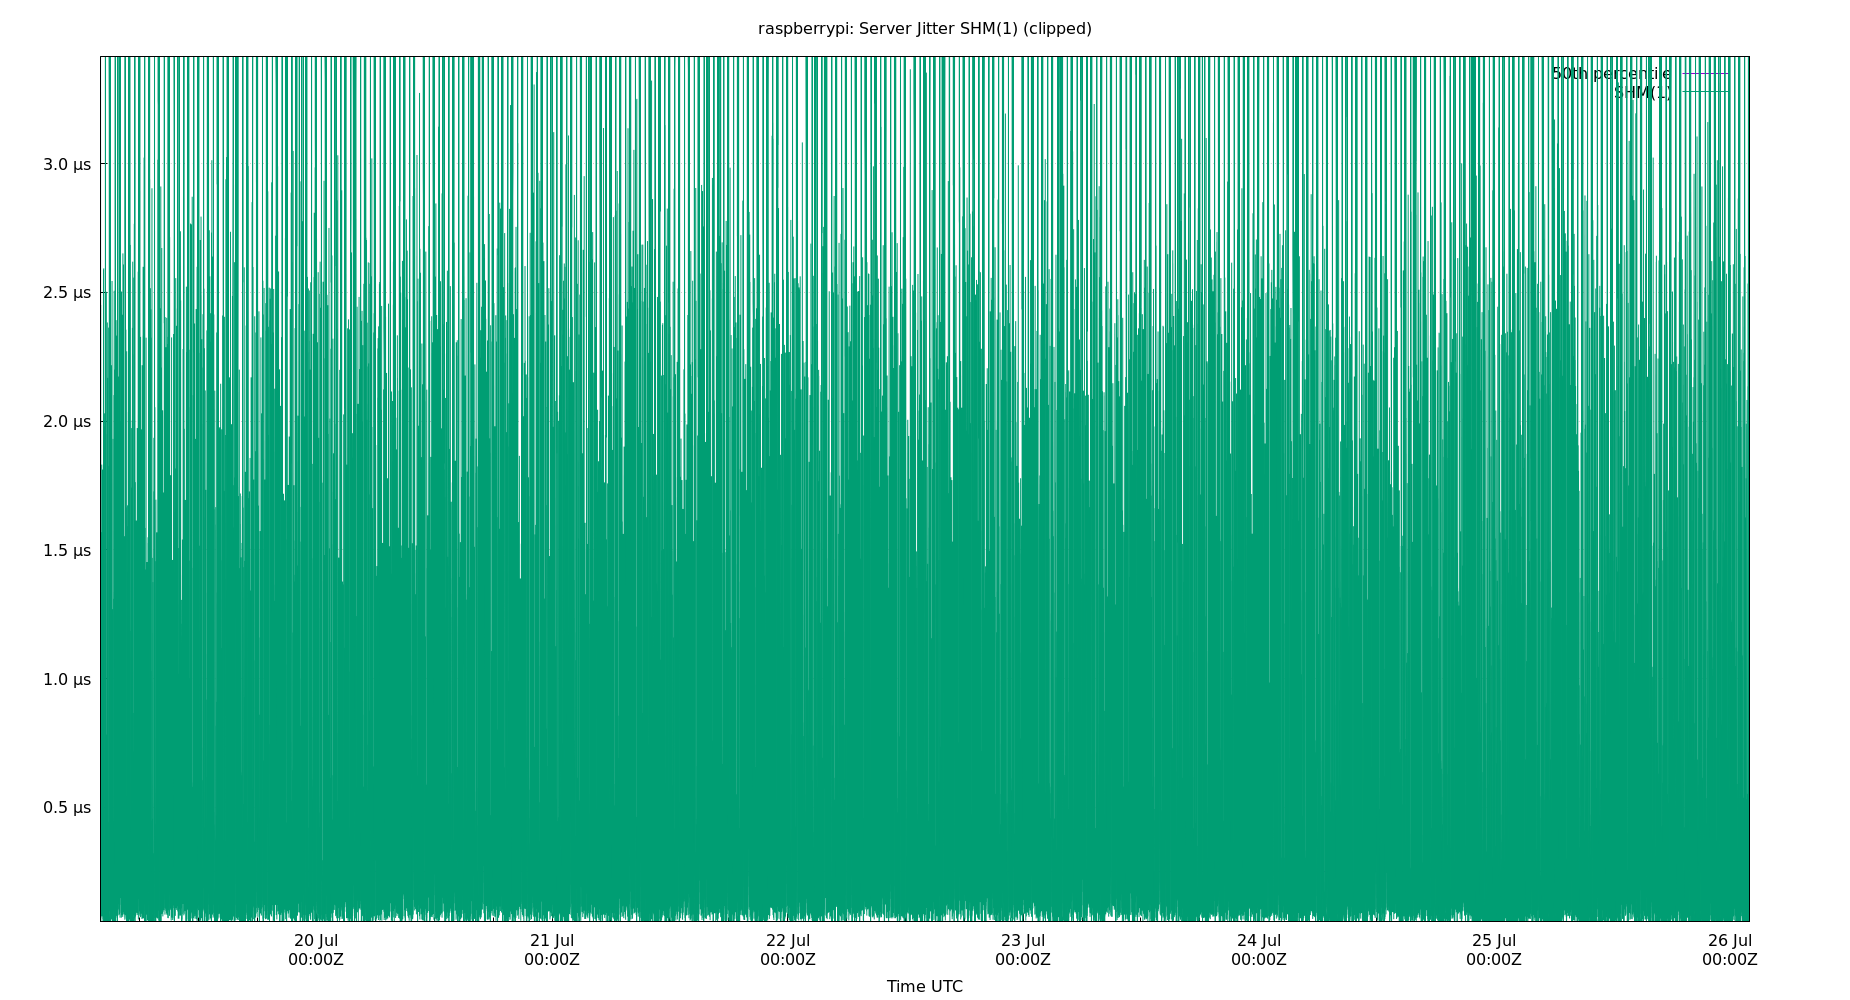 raspberrypi: Server Jitter SHM(1) (clipped)
50th percentile
SHM(1)
3.0 µs
2.5 µs
2.0 µs
1.5 µs
1.0 µs
0.5 µs
20 Jul 21 Jul 22 Jul 23 Jul 24 Jul 25 Jul 26 Jul
00:00Z 00:00Z 00:00Z 00:00Z 00:00Z 00:00Z 00:00Z
Time UTC